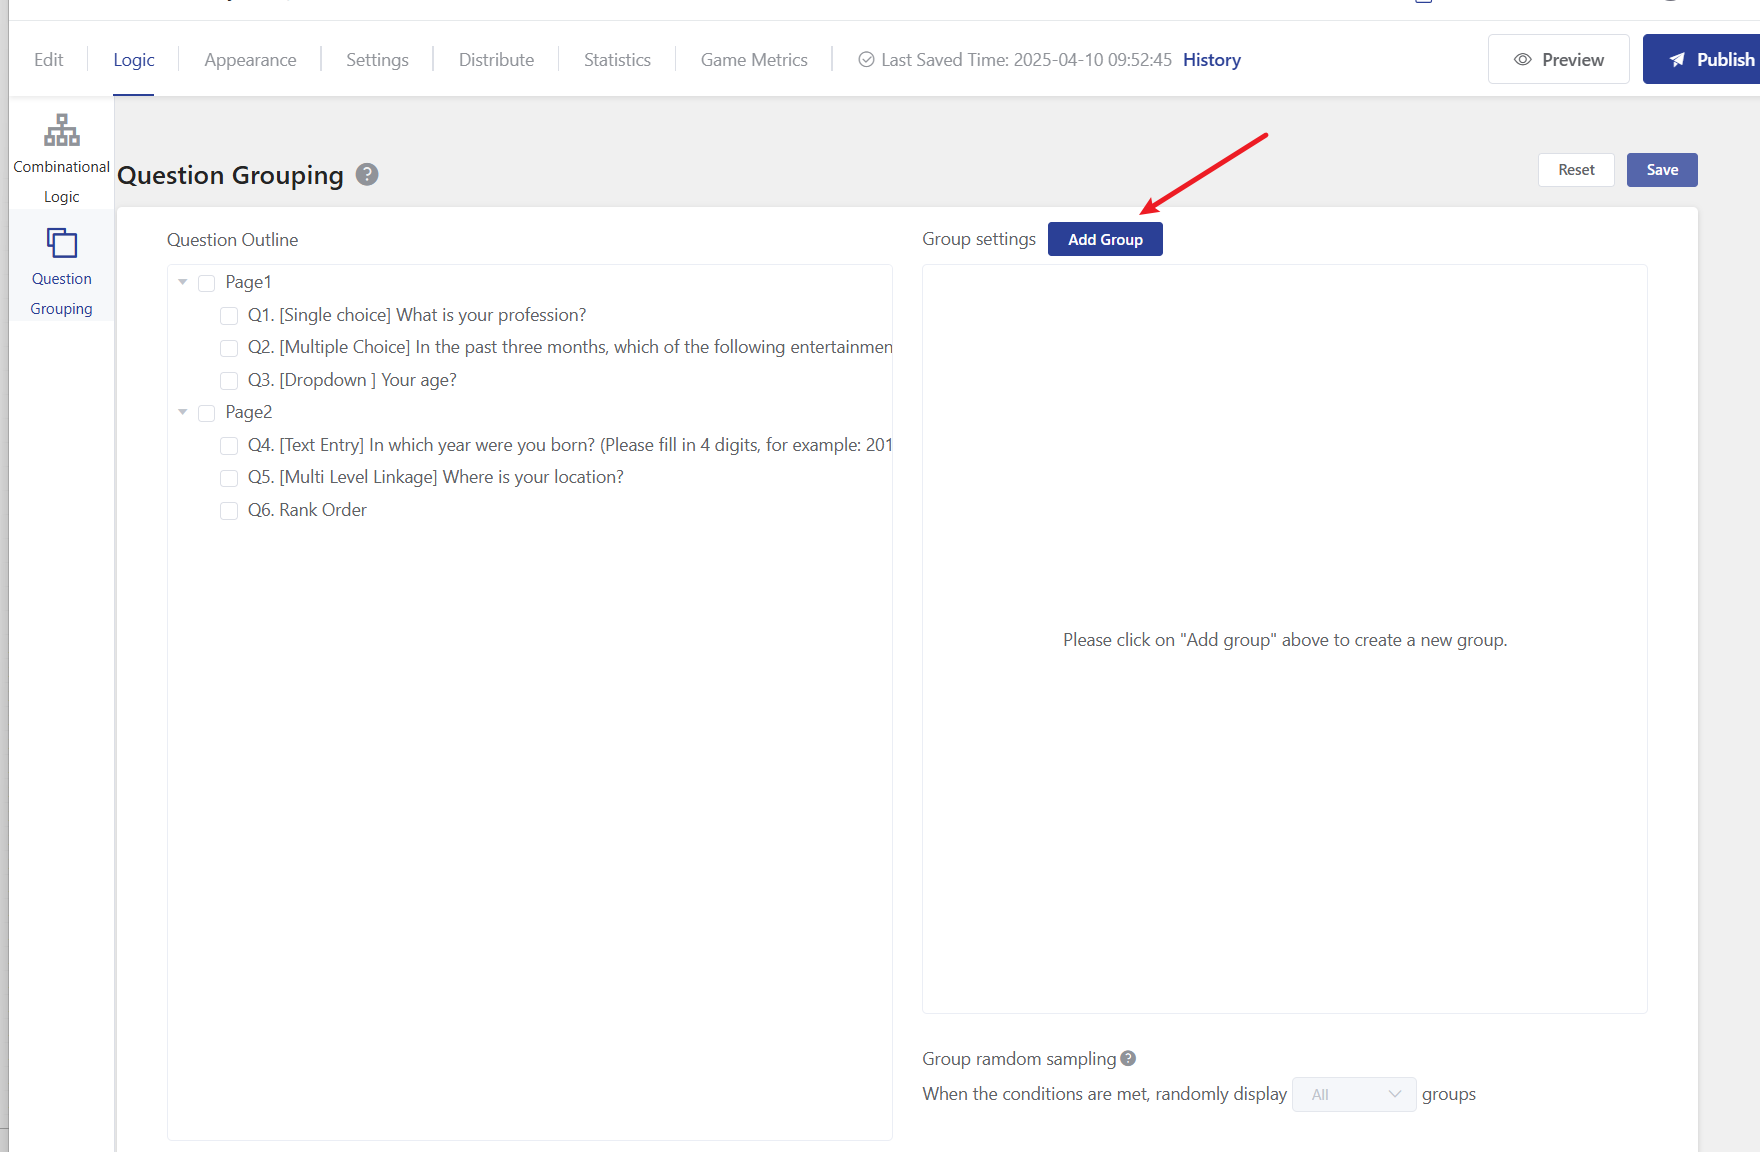 Edit
Logic
Appearance
Settings
Distribute
Statistics
Game Metrics
Last Saved Time: 2025-04-10 09:52:45 History
Preview
Publish
Combinational
Logic
Question
Grouping
Question Grouping ?
Reset
Save
Question Outline
Page1
Q1. [Single choice] What is your profession?
Q2. [Multiple Choice] In the past three months, which of the following entertainmen
Q3. [Dropdown ] Your age?
Page2
Q4. [Text Entry] In which year were you born? (Please fill in 4 digits, for example: 201
Q5. [Multi Level Linkage] Where is your location?
Q6. Rank Order
Group settings
Add Group
Please click on "Add group" above to create a new group.
Group ramdom sampling ?
When the conditions are met, randomly display All groups